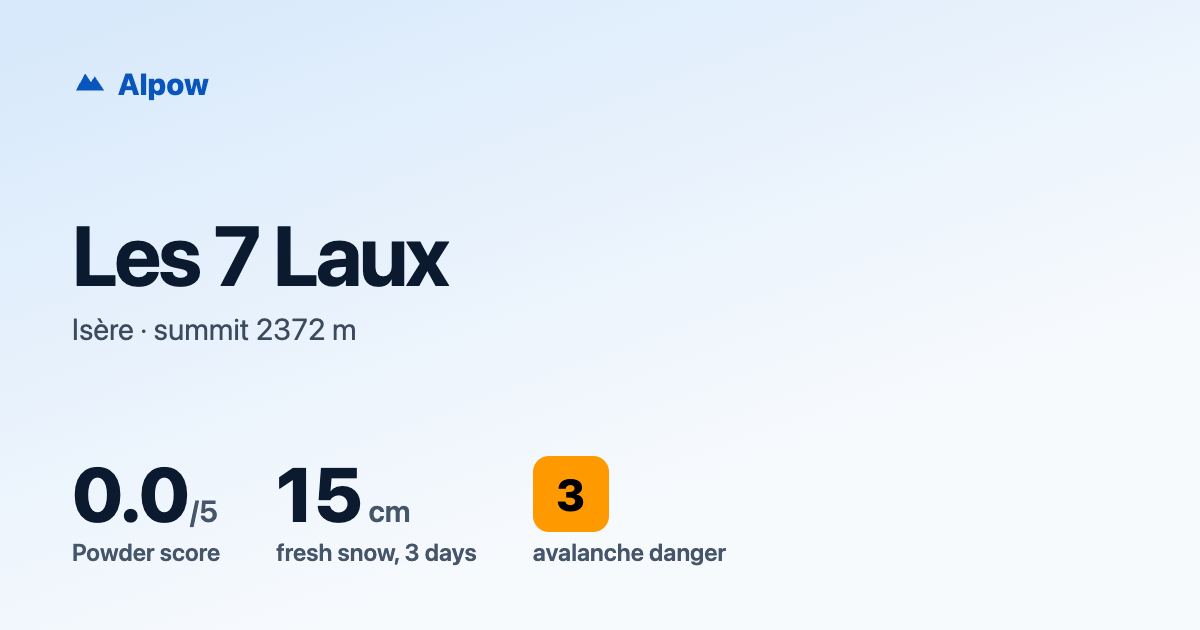 Alpow
Les 7 Laux
Isère · summit 2372 m
0.0/5
Powder score
15 cm
fresh snow, 3 days
3
avalanche danger